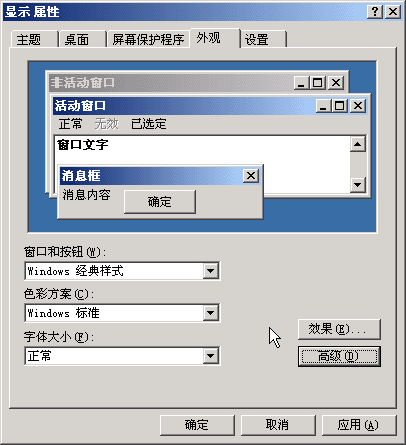 显示 属性
主题 桌面 屏幕保护程序 外观 设置
非活动窗口
活动窗口
正常 无效 已选定
窗口文字
消息框
消息内容
确定
窗口和按钮(W):
Windows 经典样式
色彩方案(C):
Windows 标准
字体大小(F):
正常
效果(E)...
高级(D)
确定 取消 应用(A)